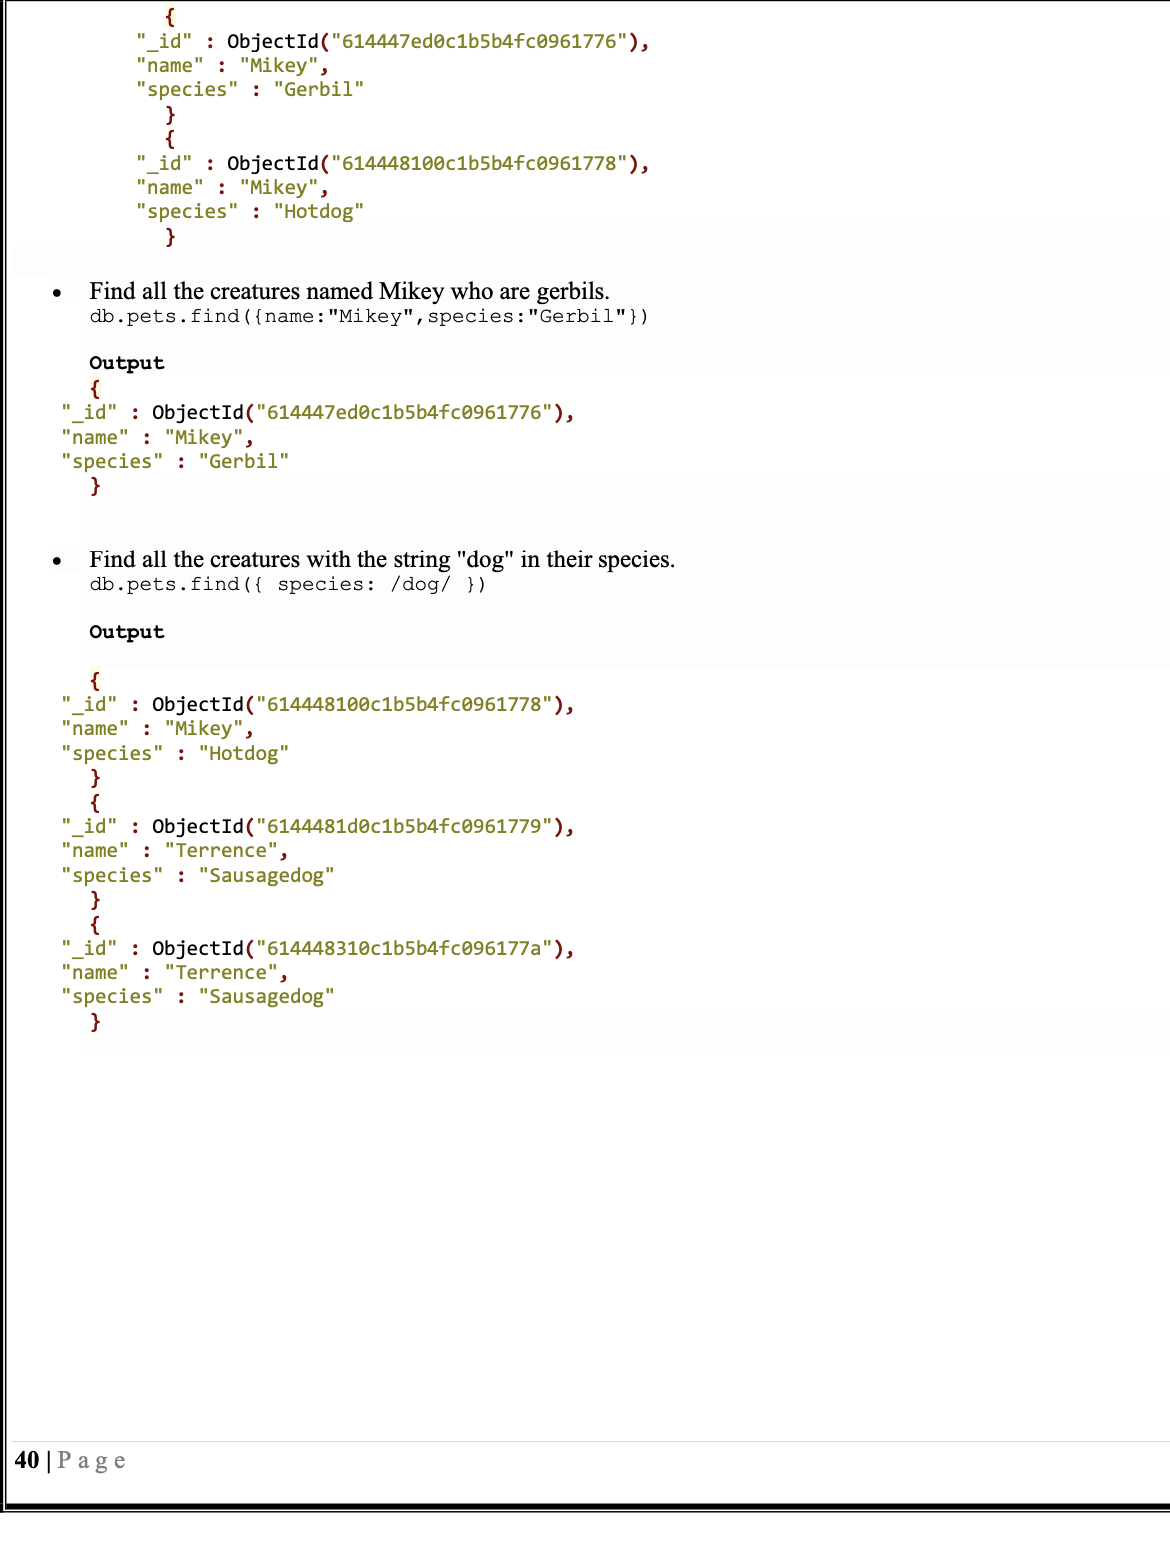 {
"_id" : ObjectId("614447ed0c1b5b4fc0961776"),
"name" : "Mikey",
"species" : "Gerbil"
}
{
"_id" : ObjectId("614448100c1b5b4fc0961778"),
"name" : "Mikey",
"species" : "Hotdog"
}
• Find all the creatures named Mikey who are gerbils.
db.pets.find({name:"Mikey",species:"Gerbil"})
Output
{
"_id" : ObjectId("614447ed0c1b5b4fc0961776"),
"name" : "Mikey",
"species" : "Gerbil"
}
• Find all the creatures with the string "dog" in their species.
db.pets.find({ species: /dog/ })
Output
{
"_id" : ObjectId("614448100c1b5b4fc0961778"),
"name" : "Mikey",
"species" : "Hotdog"
}
{
"_id" : ObjectId("6144481d0c1b5b4fc0961779"),
"name" : "Terrence",
"species" : "Sausagedog"
}
{
"_id" : ObjectId("614448310c1b5b4fc096177a"),
"name" : "Terrence",
"species" : "Sausagedog"
}
40 | P a g e